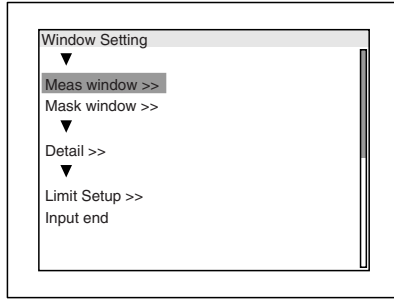 Window Setting
▼
Meas window >>
Mask window >>
▼
Detail >>
▼
Limit Setup >>
Input end